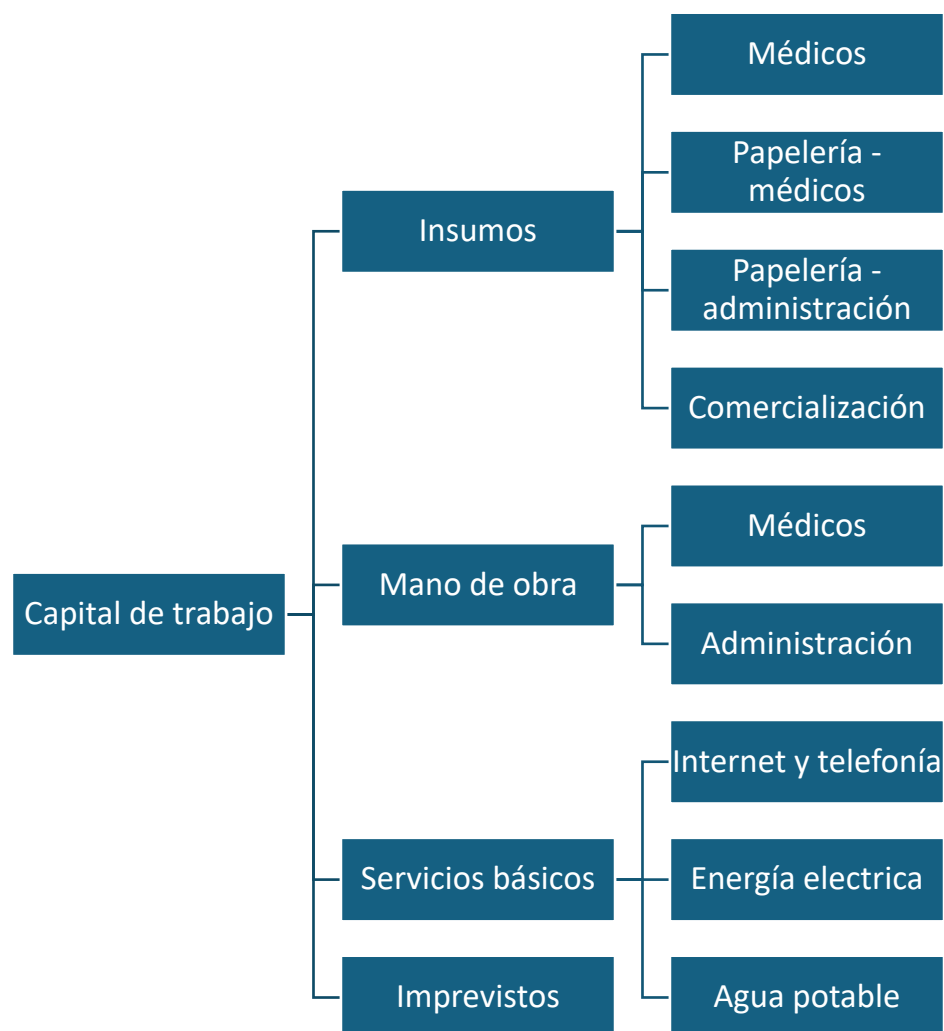 Capital de trabajo
Insumos
Médicos
Papelería -
médicos
Papelería -
administración
Comercialización
Mano de obra
Médicos
Administración
Servicios básicos
Internet y telefonía
Energía electrica
Agua potable
Imprevistos